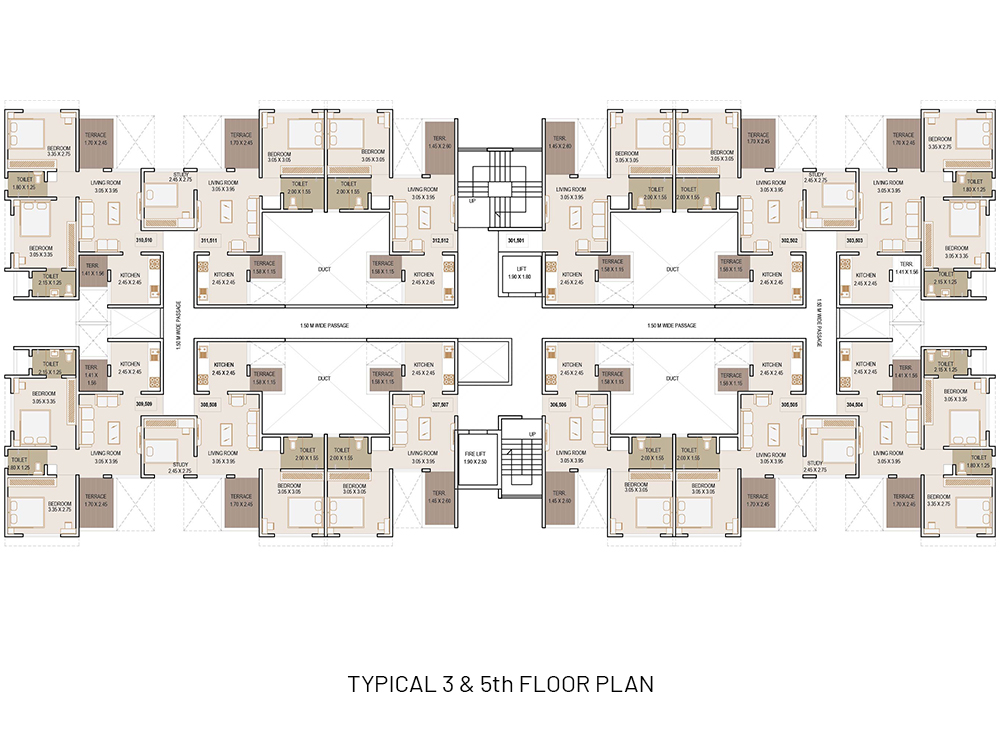 TERRACE
1.70 X 2.45
BEDROOM
3.35 X 2.75
TOILET
1.80 X 1.25
LIVING ROOM
3.05 X 3.95
BEDROOM
3.05 X 3.35
TOILET
2.15 X 1.25
TERR.
1.41 X 1.56
KITCHEN
2.45 X 2.45
310,510
STUDY
2.45 X 2.75
TERRACE
1.70 X 2.45
LIVING ROOM
3.05 X 3.95
311,511
BEDROOM
3.05 X 3.05
TOILET
2.00 X 1.55
KITCHEN
2.45 X 2.45
TERRACE
1.58 X 1.15
DUCT
BEDROOM
3.05 X 3.05
TOILET
2.00 X 1.55
TERR.
1.45 X 2.60
LIVING ROOM
3.05 X 3.95
312,512
TERRACE
1.58 X 1.15
KITCHEN
2.45 X 2.45
UP
LIFT
1.90 X 1.80
TERR.
1.45 X 2.60
LIVING ROOM
3.05 X 3.95
301,501
KITCHEN
2.45 X 2.45
TERRACE
1.58 X 1.15
BEDROOM
3.05 X 3.05
TOILET
2.00 X 1.55
DUCT
BEDROOM
3.05 X 3.05
TOILET
2.00 X 1.55
TERRACE
1.70 X 2.45
LIVING ROOM
3.05 X 3.95
302,502
TERRACE
1.58 X 1.15
KITCHEN
2.45 X 2.45
STUDY
2.45 X 2.75
TERRACE
1.70 X 2.45
LIVING ROOM
3.05 X 3.95
303,503
KITCHEN
2.45 X 2.45
TERR.
1.41 X 1.56
BEDROOM
3.35 X 2.75
TOILET
1.80 X 1.25
BEDROOM
3.05 X 3.35
TOILET
2.15 X 1.25
1.50 M WIDE PASSAGE
1.50 M WIDE PASSAGE
1.50 M WIDE PASSAGE
1.50 M WIDE PASSAGE
TOILET
2.15 X 1.25
TERR.
1.41 X
1.56
KITCHEN
2.45 X 2.45
BEDROOM
3.05 X 3.35
309,509
LIVING ROOM
3.05 X 3.95
TOILET
1.80 X 1.25
BEDROOM
3.35 X 2.75
TERRACE
1.70 X 2.45
STUDY
2.45 X 2.75
KITCHEN
2.45 X 2.45
TERRACE
1.58 X 1.15
308,508
LIVING ROOM
3.05 X 3.95
TERRACE
1.78 X 2.45
TOILET
2.00 X 1.55
BEDROOM
3.05 X 3.05
DUCT
TERRACE
1.58 X 1.15
KITCHEN
2.45 X 2.45
307,507
LIVING ROOM
3.05 X 3.95
TOILET
2.00 X 1.55
BEDROOM
3.05 X 3.05
TERR.
1.45 X 2.60
FIRE LIFT
1.90 X 2.50
UP
KITCHEN
2.45 X 2.45
TERRACE
1.58 X 1.15
306,506
LIVING ROOM
3.05 X 3.95
TERR.
1.45 X 2.60
TOILET
2.00 X 1.55
BEDROOM
3.05 X 3.05
DUCT
TERRACE
1.58 X 1.15
KITCHEN
2.45 X 2.45
305,505
LIVING ROOM
3.05 X 3.95
TOILET
2.00 X 1.55
BEDROOM
3.05 X 3.05
TERRACE
1.70 X 2.45
STUDY
2.45 X 2.75
KITCHEN
2.45 X 2.45
TERR.
1.41 X 1.56
304,504
LIVING ROOM
3.05 X 3.95
TERRACE
1.70 X 2.45
TOILET
2.15 X 1.25
BEDROOM
3.05 X 3.35
TOILET
1.80 X 1.25
BEDROOM
3.35 X 2.75
TYPICAL 3 & 5th FLOOR PLAN